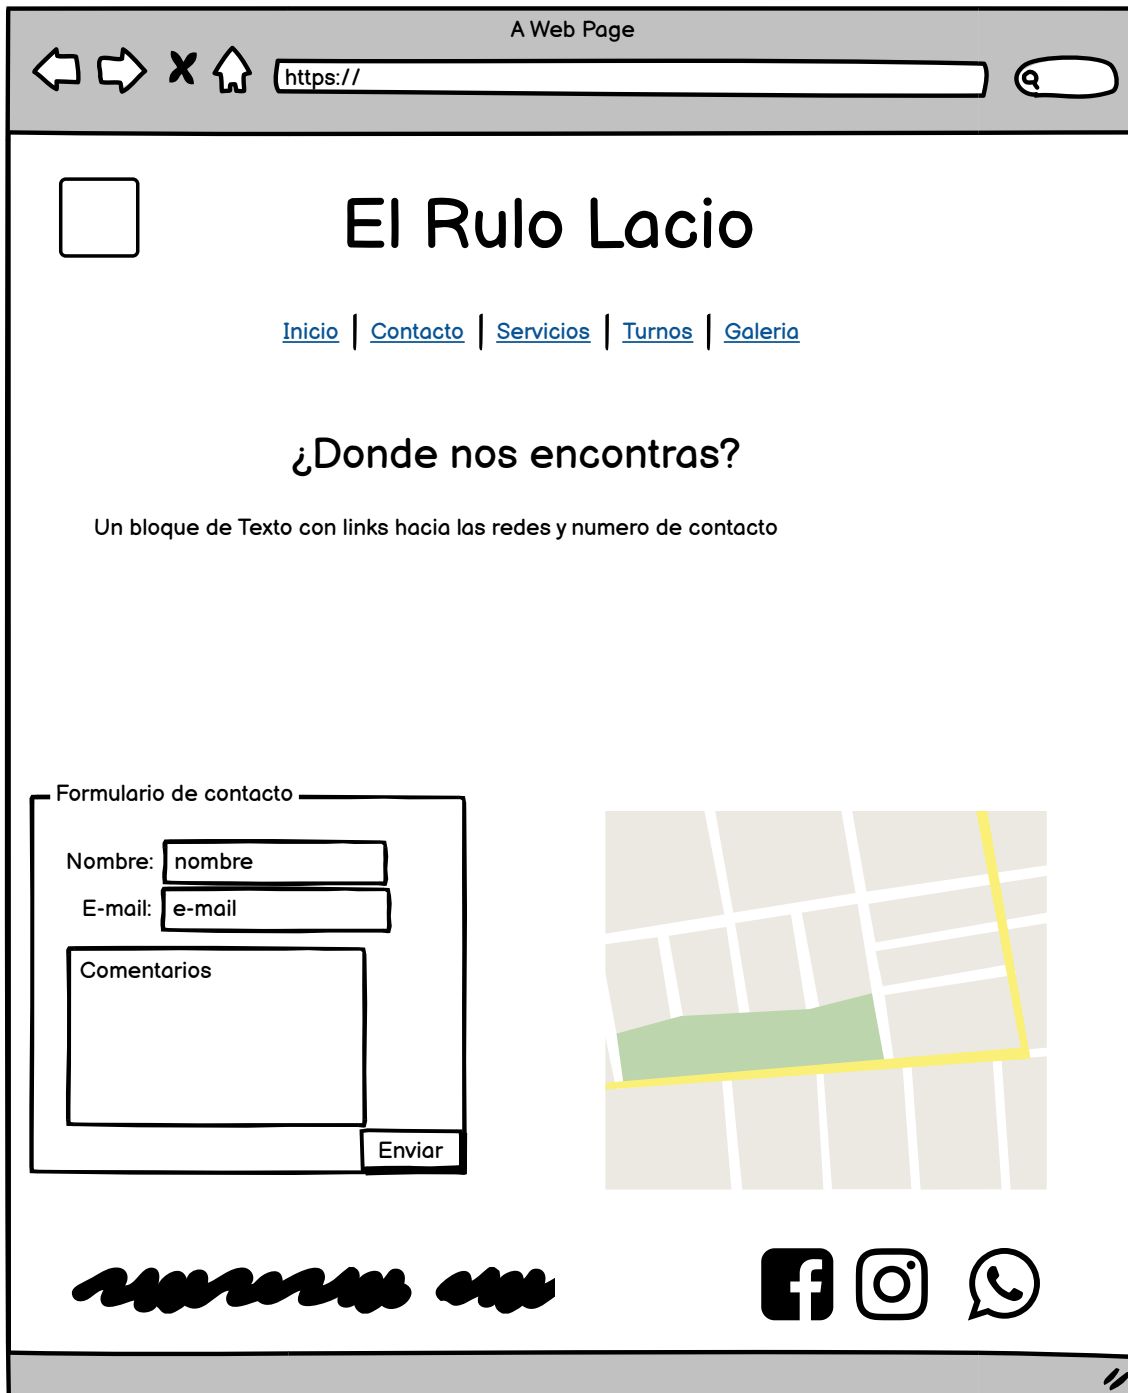 A Web Page
https://
El Rulo Lacio
Inicio | Contacto | Servicios | Turnos | Galeria
¿Donde nos encontras?
Un bloque de Texto con links hacia las redes y numero de contacto
Formulario de contacto
Nombre: nombre
E-mail: e-mail
Comentarios
Enviar